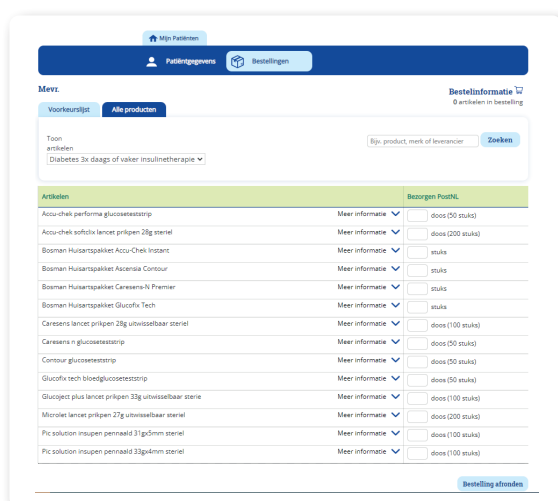 Mijn Patiënten
Patiëntgegevens Bestellingen
Mevr.
Bestelinformatie
0 artikelen in bestelling
Voorkeurslijst Alle producten
Toon
artikelen
Diabetes 3x daags of vaker insulinetherapie
Bijv. product, merk of leverancier Zoeken
Artikelen Bezorgen PostNL
Accu-chek performa glucoseteststrip Meer informatie doos (50 stuks)
Accu-chek softclix lancet prikpen 28g steriel Meer informatie doos (200 stuks)
Bosman Huisartspakket Accu-Chek Instant Meer informatie stuks
Bosman Huisartspakket Ascensia Contour Meer informatie stuks
Bosman Huisartspakket Caresens-N Premier Meer informatie stuks
Bosman Huisartspakket Glucofix Tech Meer informatie stuks
Caresens lancet prikpen 28g uitwisselbaar steriel Meer informatie doos (100 stuks)
Caresens n glucoseteststrip Meer informatie doos (50 stuks)
Contour glucoseteststrip Meer informatie doos (50 stuks)
Glucofix tech bloedglucoseteststrip Meer informatie doos (50 stuks)
Glucoject plus lancet prikpen 33g uitwisselbaar sterie Meer informatie doos (100 stuks)
Microlet lancet prikpen 27g uitwisselbaar steriel Meer informatie doos (200 stuks)
Pic solution insupen pennaald 31gx5mm steriel Meer informatie doos (100 stuks)
Pic solution insupen pennaald 33gx4mm steriel Meer informatie doos (100 stuks)
Bestelling afronden